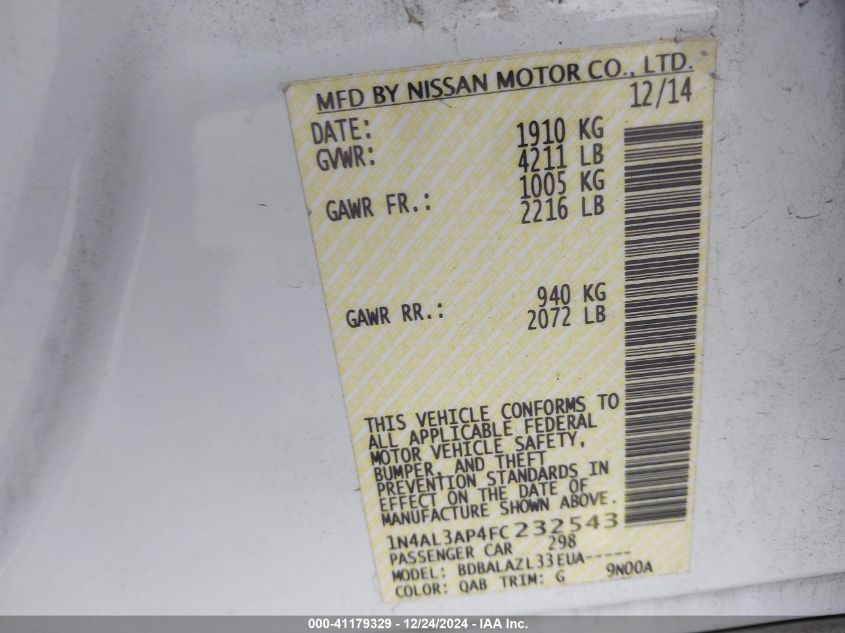 MFD BY NISSAN MOTOR CO., LTD.
DATE: 12/14
GVWR: 1910 KG
4211 LB
GAWR FR.: 1005 KG
2216 LB
GAWR RR.: 940 KG
2072 LB
THIS VEHICLE CONFORMS TO
ALL APPLICABLE FEDERAL
MOTOR VEHICLE SAFETY,
BUMPER, AND THEFT
PREVENTION STANDARDS IN
EFFECT ON THE DATE OF
MANUFACTURE SHOWN ABOVE.
1N4AL3AP4FC232543
PASSENGER CAR 298
MODEL: BDBALAZL33EUA-----
COLOR: QAB TRIM: G 9N00A
000-41179329 - 12/24/2024 - IAA Inc.